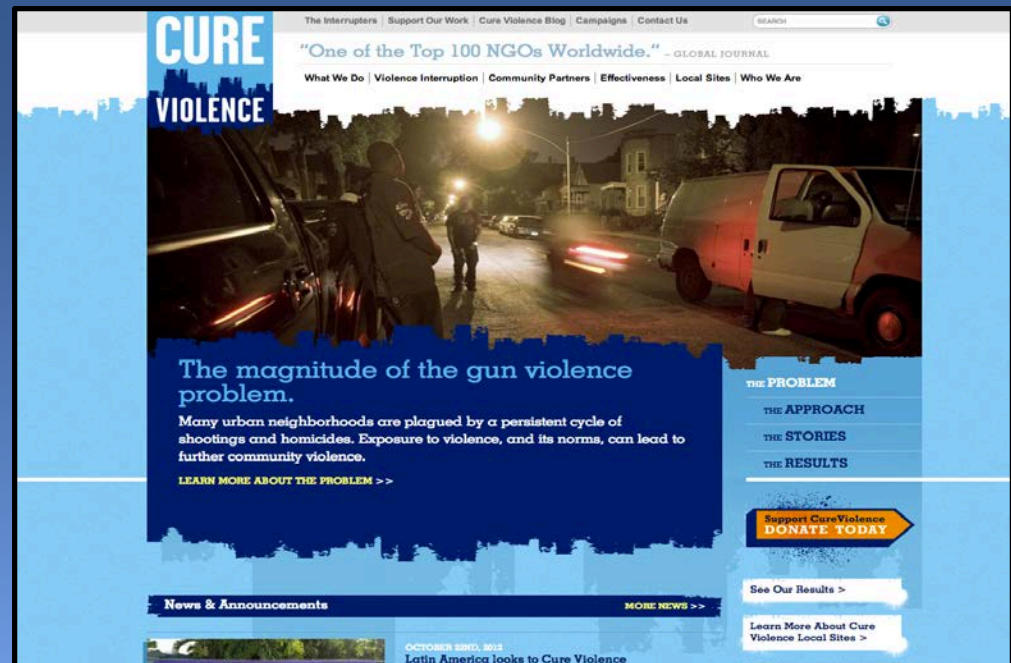 The Interrupters | Support Our Work | Cure Violence Blog | Campaigns | Contact Us
SEARCH
CURE
VIOLENCE
"One of the Top 100 NGOs Worldwide." – GLOBAL JOURNAL
What We Do | Violence Interruption | Community Partners | Effectiveness | Local Sites | Who We Are
The magnitude of the gun violence
problem.
Many urban neighborhoods are plagued by a persistent cycle of
shootings and homicides. Exposure to violence, and its norms, can lead to
further community violence.
LEARN MORE ABOUT THE PROBLEM >>
THE PROBLEM
THE APPROACH
THE STORIES
THE RESULTS
Support CureViolence
DONATE TODAY
See Our Results >
Learn More About Cure
Violence Local Sites >
News & Announcements
MORE NEWS >>
OCTOBER 22ND, 2012
Latin America looks to Cure Violence